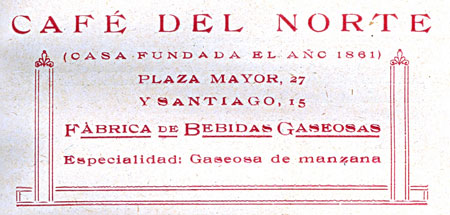 CAFÉ DEL NORTE
(CASA FUNDADA EL AÑO 1861)
PLAZA MAYOR, 27
Y SANTIAGO, 15
FÀBRICA DE BEBIDAS GASEOSAS
Especialidad: Gaseosa de manzana